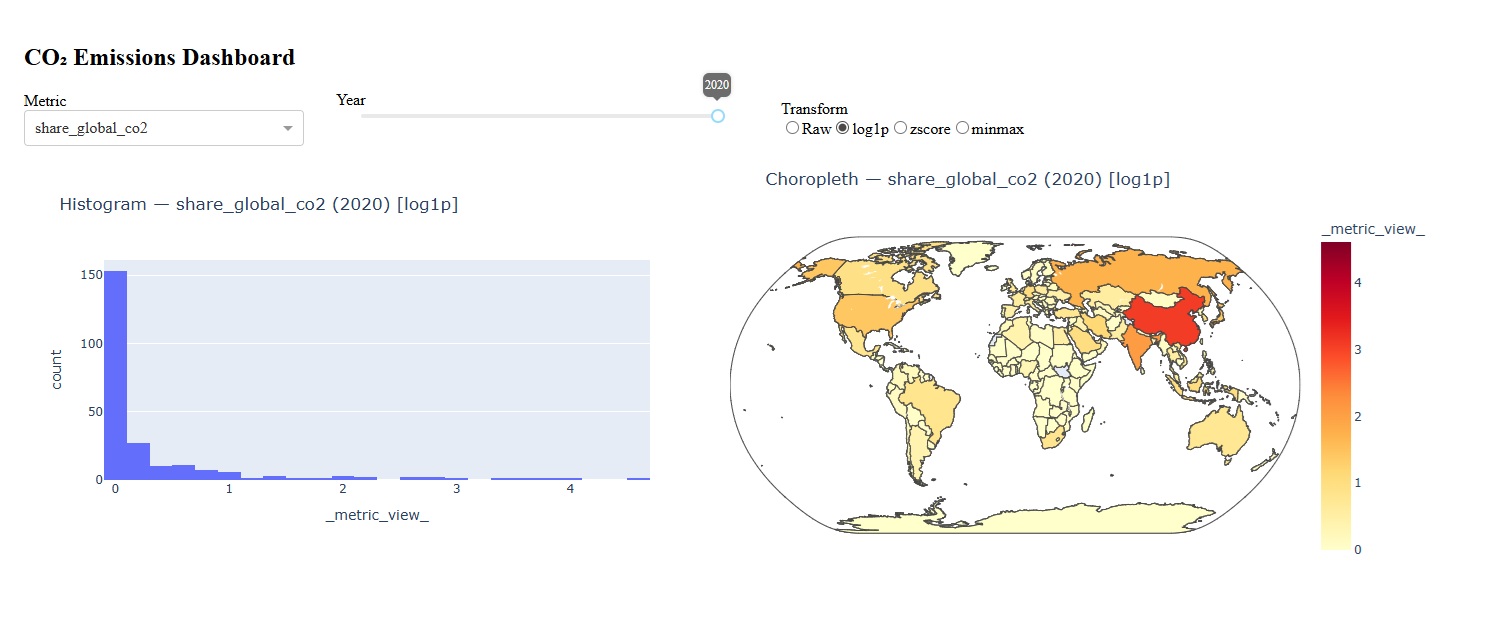 CO₂ Emissions Dashboard
Metric
share_global_co2
Year
2020
Transform
Raw log1p zscore minmax
Histogram — share_global_co2 (2020) [log1p]
150
100
50
0
count
0 1 2 3 4
_metric_view_
Choropleth — share_global_co2 (2020) [log1p]
_metric_view_
4
3
2
1
0